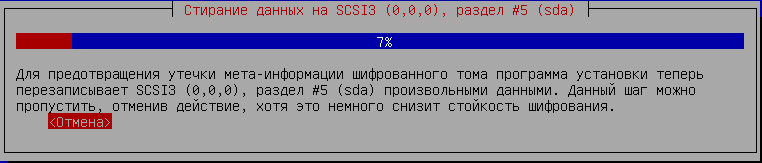 Стирание данных на SCSI3 (0,0,0), раздел #5 (sda)
7%
Для предотвращения утечки мета-информации шифрованного тома программа установки теперь
перезаписывает SCSI3 (0,0,0), раздел #5 (sda) произвольными данными. Данный шаг можно
пропустить, отменив действие, хотя это немного снизит стойкость шифрования.
<Отмена>